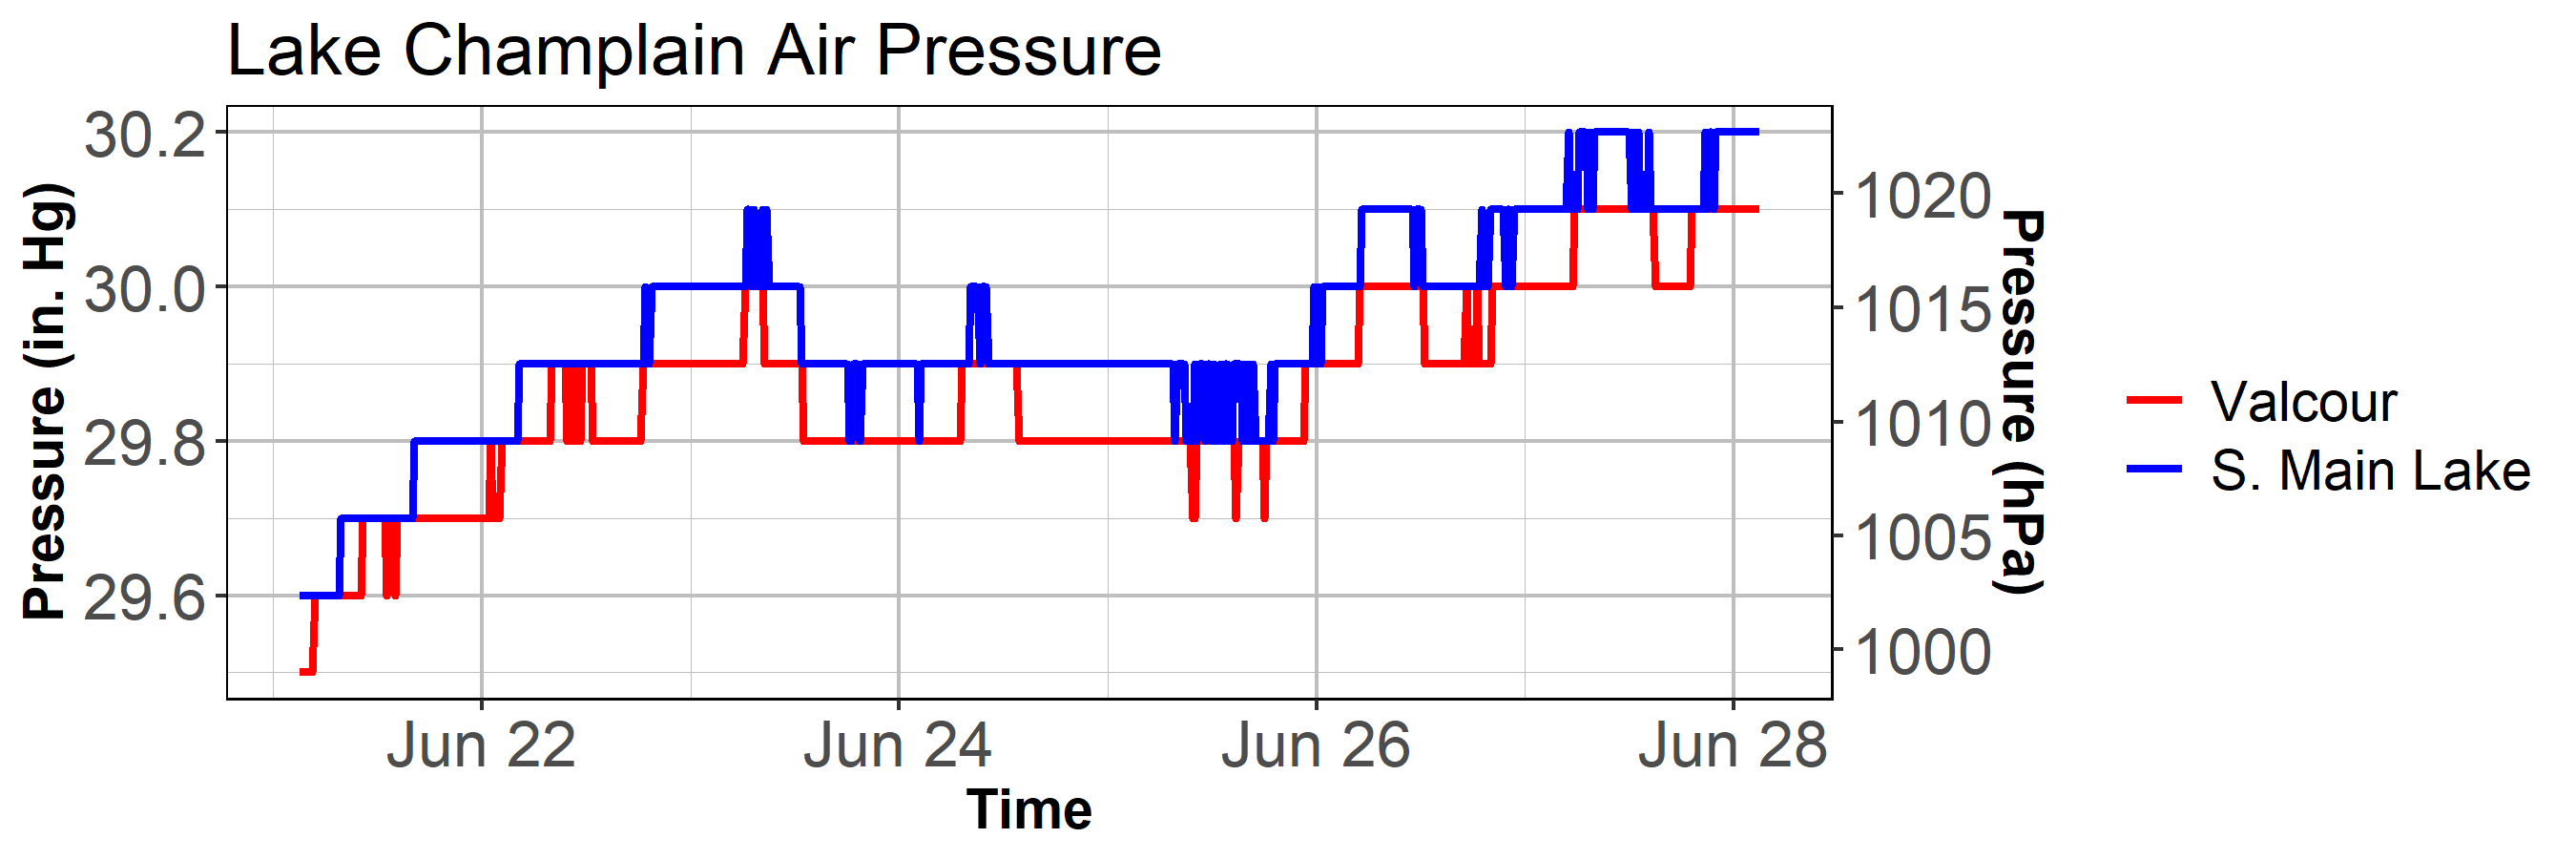 Lake Champlain Air Pressure
30.2
30.0
29.8
29.6
Pressure (in. Hg)
1020
1015
1010
1005
1000
Pressure (hPa)
Jun 22
Jun 24
Jun 26
Jun 28
Time
Valcour
S. Main Lake